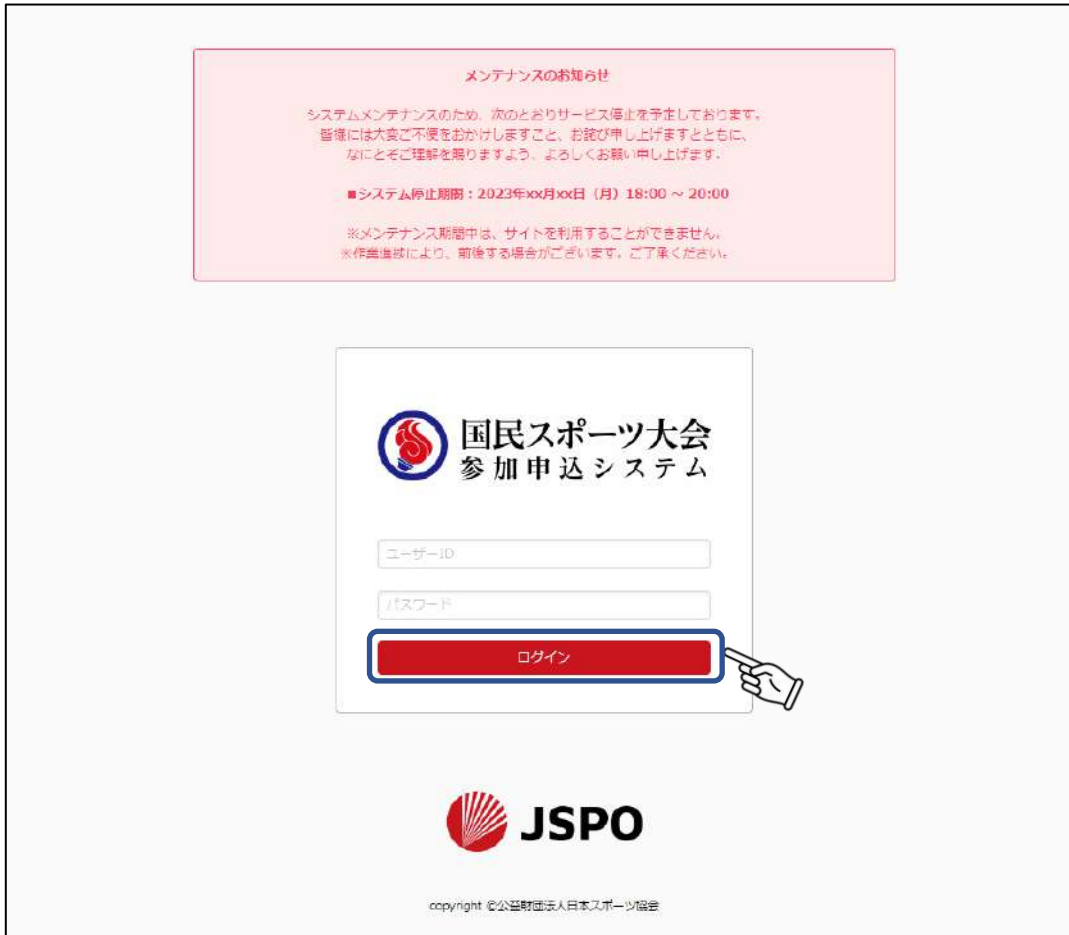 メンテナンスのお知らせ
システムメンテナンスのため、次のとおりサービス停止を予定しております。
皆様には大変ご不便をおかけしますこと、お詫び申し上げますとともに、
なにとぞご理解を賜りますよう、よろしくお願い申し上げます。
■システム停止期間:2023年xx月xx日(月)18:00 ~ 20:00
※メンテナンス期間中は、サイトを利用することができません。
※作業進捗により、前後する場合がございます。ご了承ください。
国民スポーツ大会
参加申込システム
ユーザーID
パスワード
ログイン
JSPO
copyright ©公益財団法人日本スポーツ協会